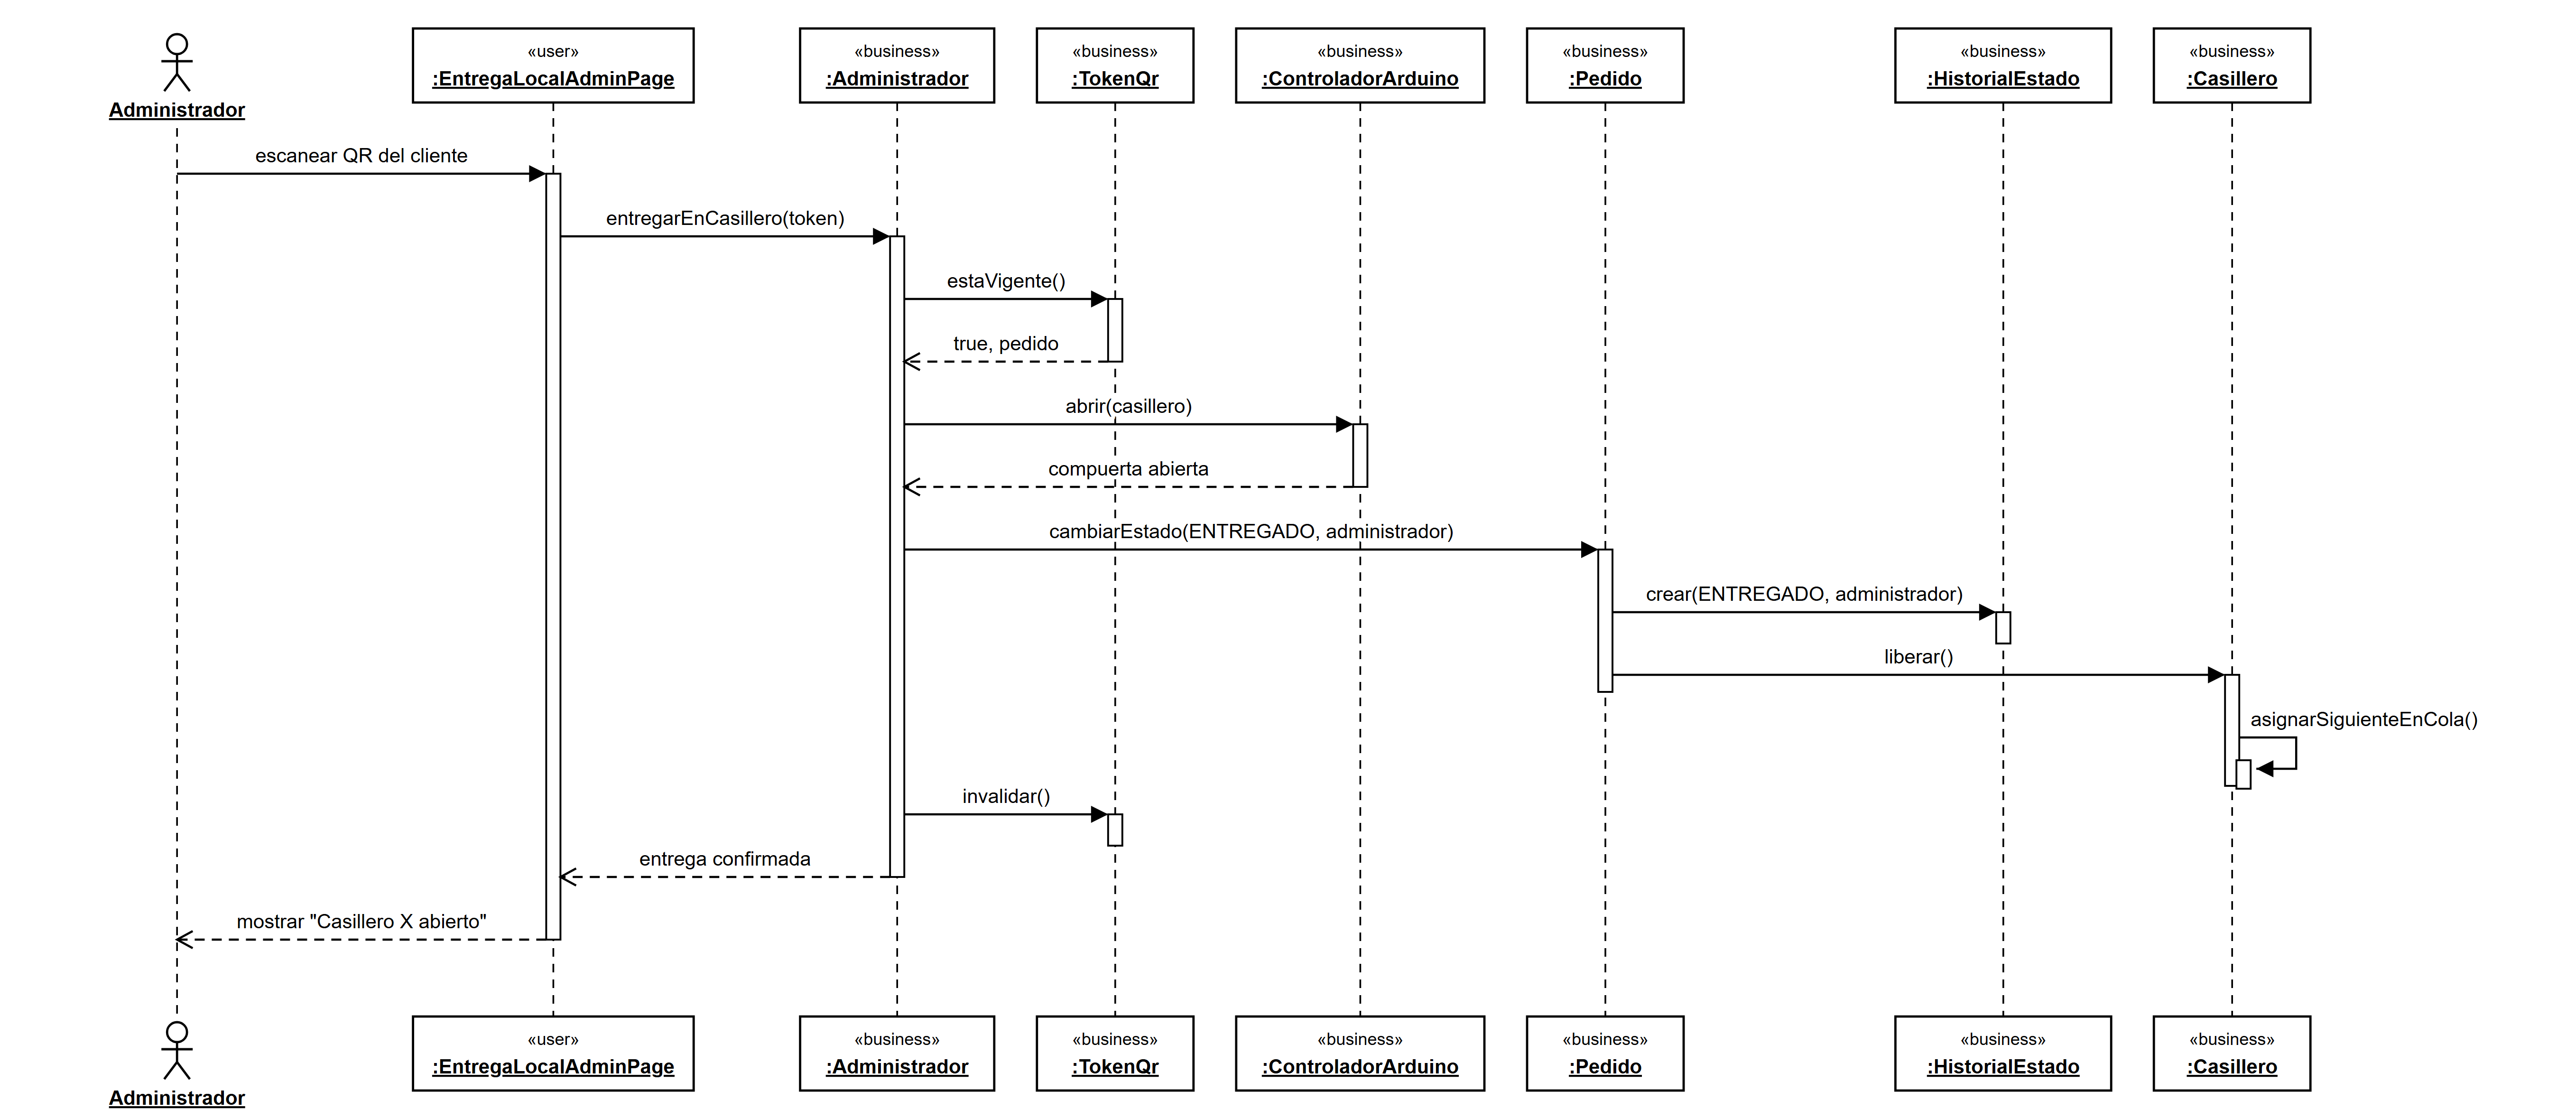 Administrador
«user»
:EntregaLocalAdminPage
«business»
:Administrador
«business»
:TokenQr
«business»
:ControladorArduino
«business»
:Pedido
«business»
:HistorialEstado
«business»
:Casillero
escanear QR del cliente
entregarEnCasillero(token)
estaVigente()
true, pedido
abrir(casillero)
compuerta abierta
cambiarEstado(ENTREGADO, administrador)
crear(ENTREGADO, administrador)
liberar()
asignarSiguienteEnCola()
invalidar()
entrega confirmada
mostrar "Casillero X abierto"
Administrador
«user»
:EntregaLocalAdminPage
«business»
:Administrador
«business»
:TokenQr
«business»
:ControladorArduino
«business»
:Pedido
«business»
:HistorialEstado
«business»
:Casillero